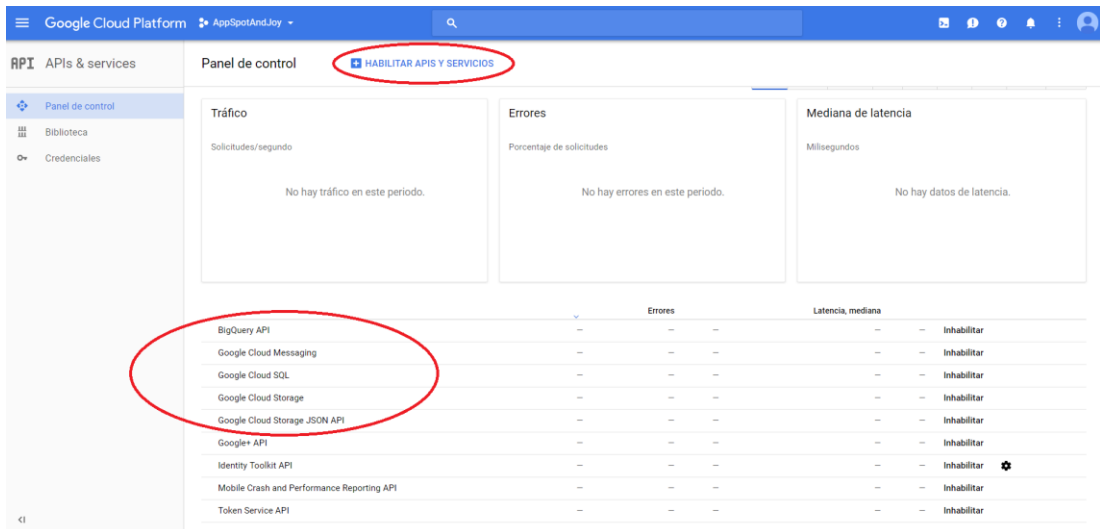 Google Cloud Platform AppSpotAndJoy
API APIs & services
Panel de control HABILITAR APIS Y SERVICIOS
Panel de control
Biblioteca
Credenciales
Tráfico
Solicitudes/segundo
No hay tráfico en este periodo.
Errores
Porcentaje de solicitudes
No hay errores en este periodo.
Mediana de latencia
Milisegundos
No hay datos de latencia.
Errores Latencia, mediana
BigQuery API — — — — — Inhabilitar
Google Cloud Messaging — — — — — Inhabilitar
Google Cloud SQL — — — — — Inhabilitar
Google Cloud Storage — — — — — Inhabilitar
Google Cloud Storage JSON API — — — — — Inhabilitar
Google+ API — — — — — Inhabilitar
Identity Toolkit API — — — — — Inhabilitar
Mobile Crash and Performance Reporting API — — — — — Inhabilitar
Token Service API — — — — — Inhabilitar